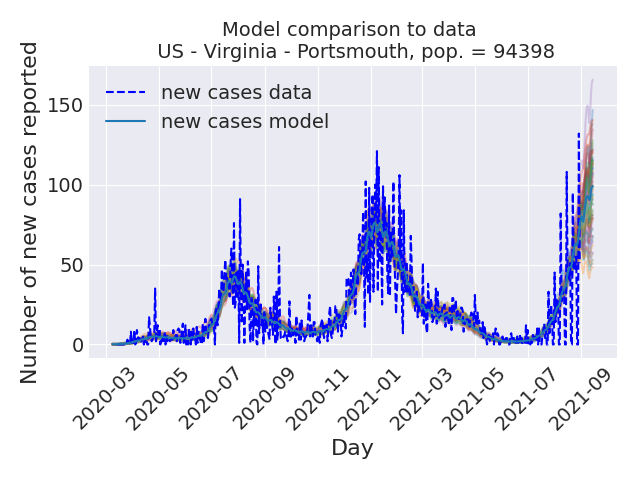 Model comparison to data
US - Virginia - Portsmouth, pop. = 94398
Number of new cases reported
150
100
50
0
new cases data
new cases model
2020-03
2020-05
2020-07
2020-09
2020-11
2021-01
2021-03
2021-05
2021-07
2021-09
Day